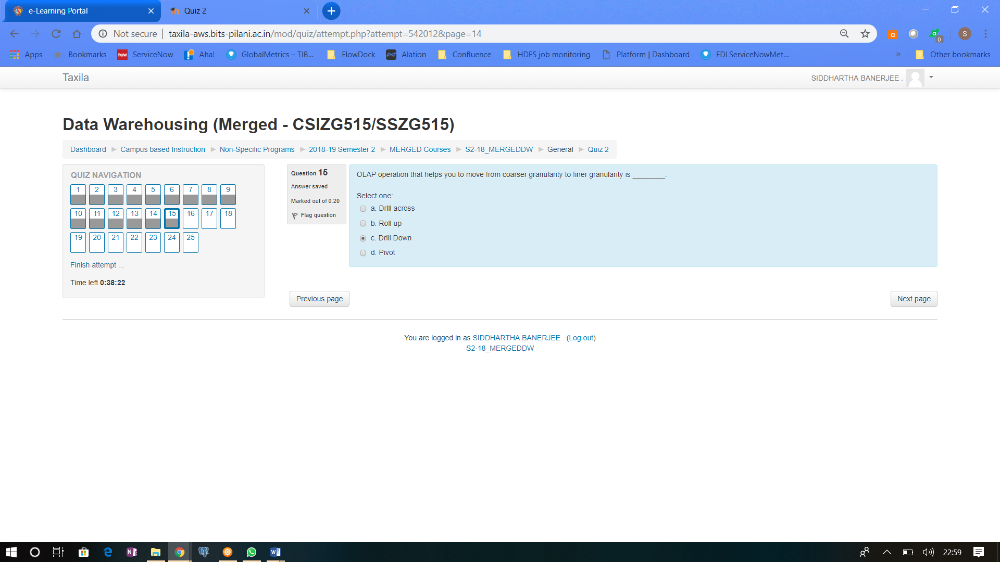 e-Learning Portal
Quiz 2
Not secure | taxila-aws.bits-pilani.ac.in/mod/quiz/attempt.php?attempt=542012&page=14
S
0
Apps
Bookmarks
now ServiceNow
Aha!
GlobalMetrics – TIB...
FlowDock
Alation
Confluence
HDFS job monitoring
Platform | Dashboard
FDLServiceNowMet...
»
Other bookmarks
Taxila
SIDDHARTHA BANERJEE .
Data Warehousing (Merged - CSIZG515/SSZG515)
Dashboard ► Campus based Instruction ► Non-Specific Programs ► 2018-19 Semester 2 ► MERGED Courses ► S2-18_MERGEDDW ► General ► Quiz 2
QUIZ NAVIGATION
1 2 3 4 5 6 7 8 9
10 11 12 13 14 15 16 17 18
19 20 21 22 23 24 25
Finish attempt ...
Time left 0:38:22
Question 15
Answer saved
Marked out of 0.20
Flag question
OLAP operation that helps you to move from coarser granularity to finer granularity is ________.
Select one:
a. Drill across
b. Roll up
c. Drill Down
d. Pivot
Previous page
Next page
You are logged in as SIDDHARTHA BANERJEE . (Log out)
S2-18_MERGEDDW
22:59